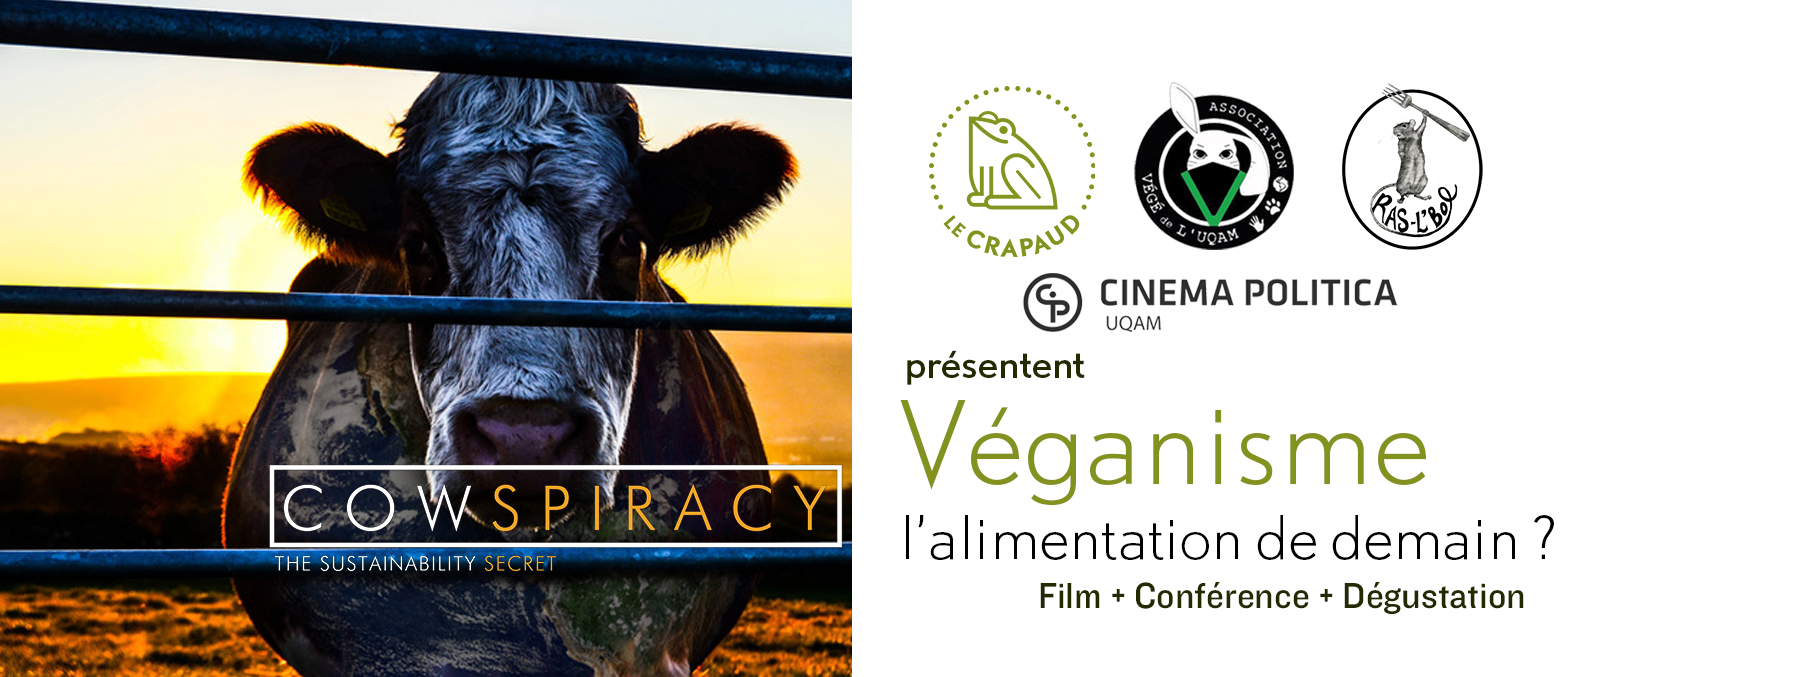 COWSPIRACY
THE SUSTAINABILITY SECRET
LE CRAPAUD
ASSOCIATION
VÉGÉ de L'UQAM
RAS-L'BOL
CP
CINEMA POLITICA
UQAM
présentent
Véganisme
l'alimentation de demain ?
Film + Conférence + Dégustation